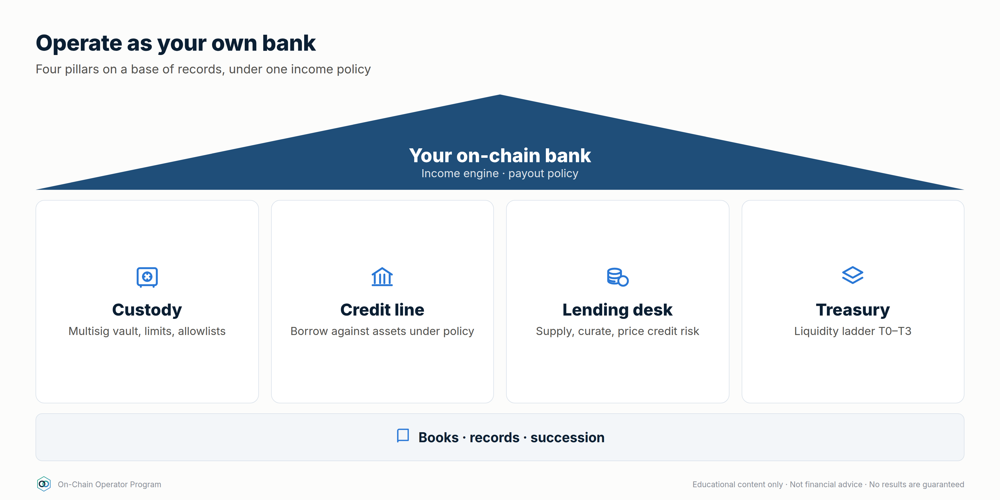 Operate as your own bank
Four pillars on a base of records, under one income policy
Your on-chain bank
Income engine · payout policy
Custody
Multisig vault, limits, allowlists
Credit line
Borrow against assets under policy
Lending desk
Supply, curate, price credit risk
Treasury
Liquidity ladder T0–T3
Books · records · succession
On-Chain Operator Program
Educational content only · Not financial advice · No results are guaranteed